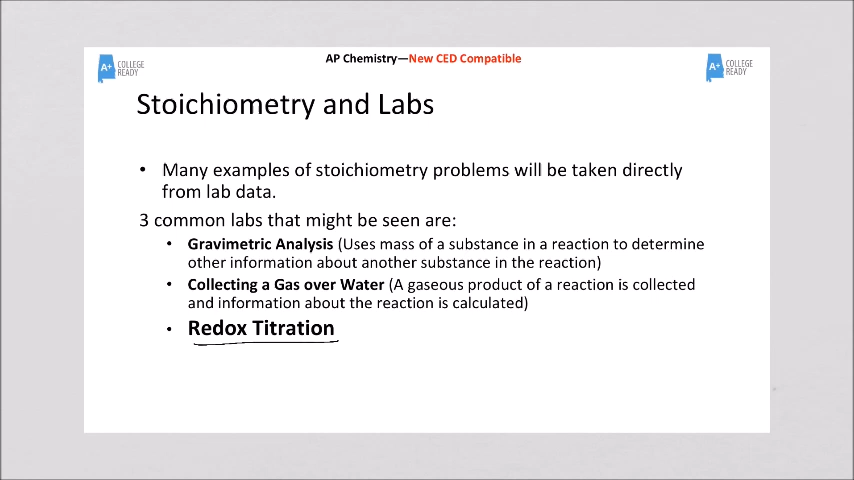 A+ COLLEGE READY
AP Chemistry—New CED Compatible
A+ COLLEGE READY
Stoichiometry and Labs
• Many examples of stoichiometry problems will be taken directly
from lab data.
3 common labs that might be seen are:
• Gravimetric Analysis (Uses mass of a substance in a reaction to determine
other information about another substance in the reaction)
• Collecting a Gas over Water (A gaseous product of a reaction is collected
and information about the reaction is calculated)
• Redox Titration